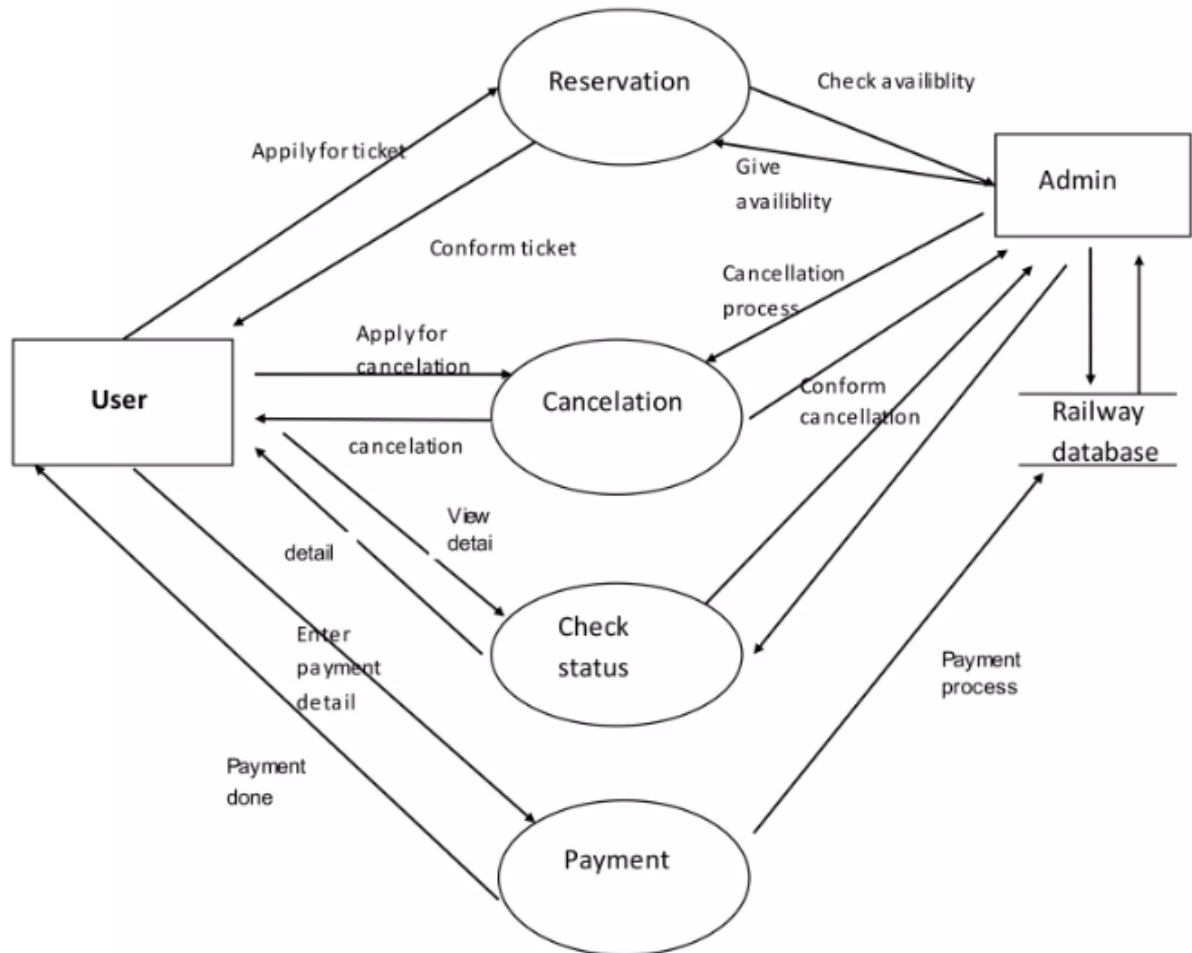 Reservation
Check availiblity
Appily for ticket
Give
availiblity
Admin
Conform ticket
Cancellation
process
Apply for
cancelation
User
Cancelation
Conform
cancellation
Railway
database
cancelation
View
detai
detail
Check
status
Enter
payment
detail
Payment
process
Payment
done
Payment